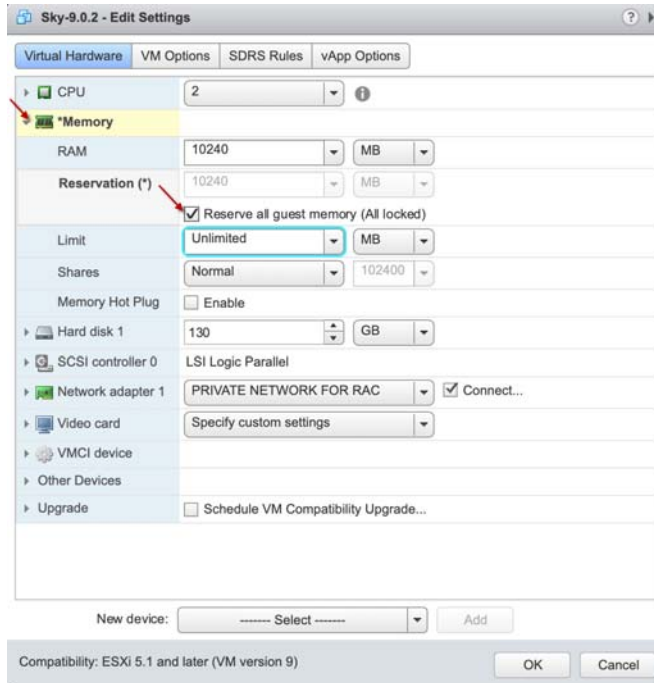 Sky-9.0.2 - Edit Settings ?
Virtual Hardware VM Options SDRS Rules vApp Options
CPU 2
*Memory
RAM 10240 MB
Reservation (*) 10240 MB
Reserve all guest memory (All locked)
Limit Unlimited MB
Shares Normal 102400
Memory Hot Plug Enable
Hard disk 1 130 GB
SCSI controller 0 LSI Logic Parallel
Network adapter 1 PRIVATE NETWORK FOR RAC Connect...
Video card Specify custom settings
VMCI device
Other Devices
Upgrade Schedule VM Compatibility Upgrade...
New device: ------- Select ------- Add
Compatibility: ESXi 5.1 and later (VM version 9) OK Cancel